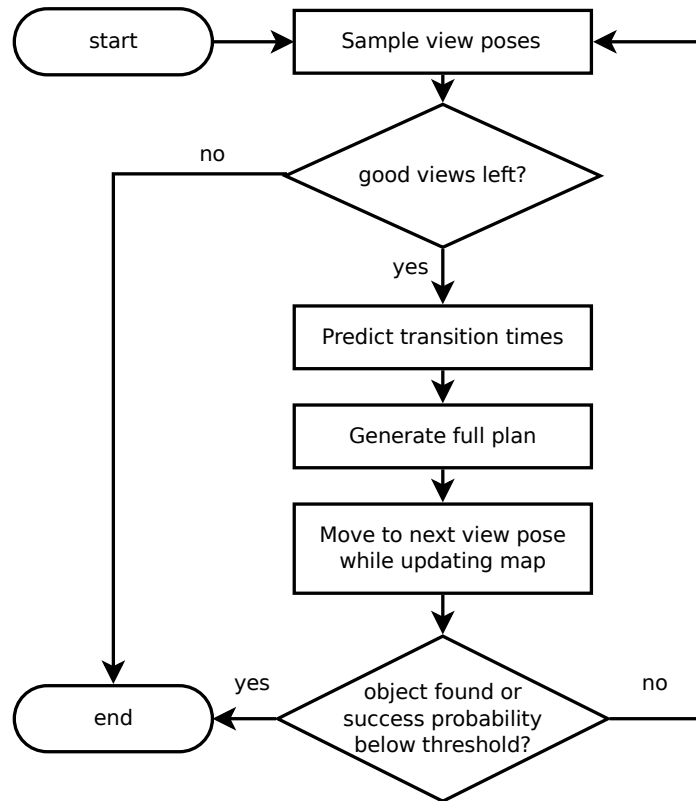 start
Sample view poses
no
good views left?
yes
Predict transition times
Generate full plan
Move to next view pose
while updating map
yes
no
end
object found or
success probability
below threshold?